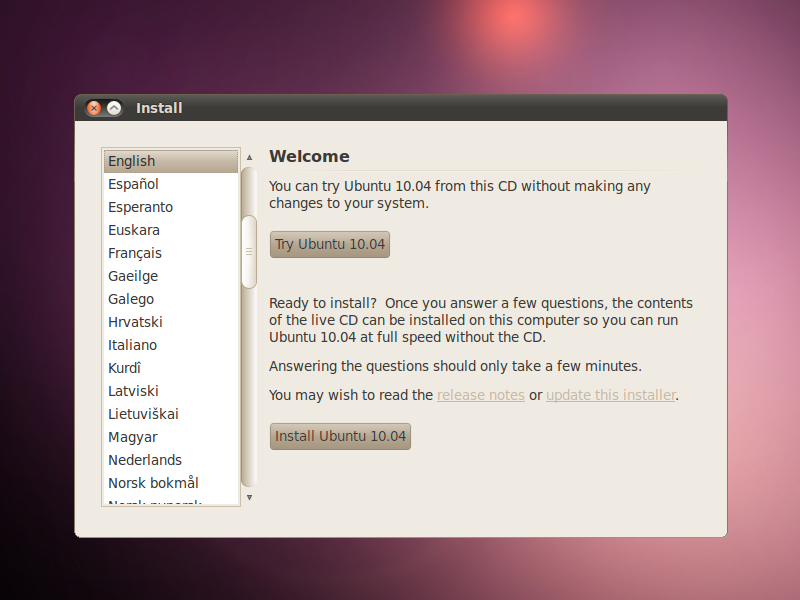 Install
English
Español
Esperanto
Euskara
Français
Gaeilge
Galego
Hrvatski
Italiano
Kurdî
Latviski
Lietuviškai
Magyar
Nederlands
Norsk bokmål
Welcome
You can try Ubuntu 10.04 from this CD without making any
changes to your system.
Try Ubuntu 10.04
Ready to install?  Once you answer a few questions, the contents
of the live CD can be installed on this computer so you can run
Ubuntu 10.04 at full speed without the CD.
Answering the questions should only take a few minutes.
You may wish to read the release notes or update this installer.
Install Ubuntu 10.04